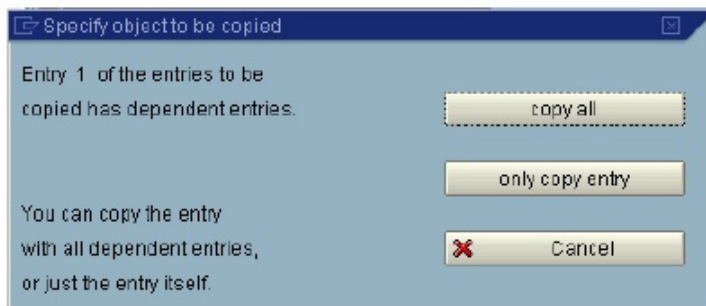 Specify object to be copied
Entry 1 of the entries to be
copied has dependent entries.
copy all
only copy entry
You can copy the entry
with all dependent entries,
or just the entry itself.
Cancel